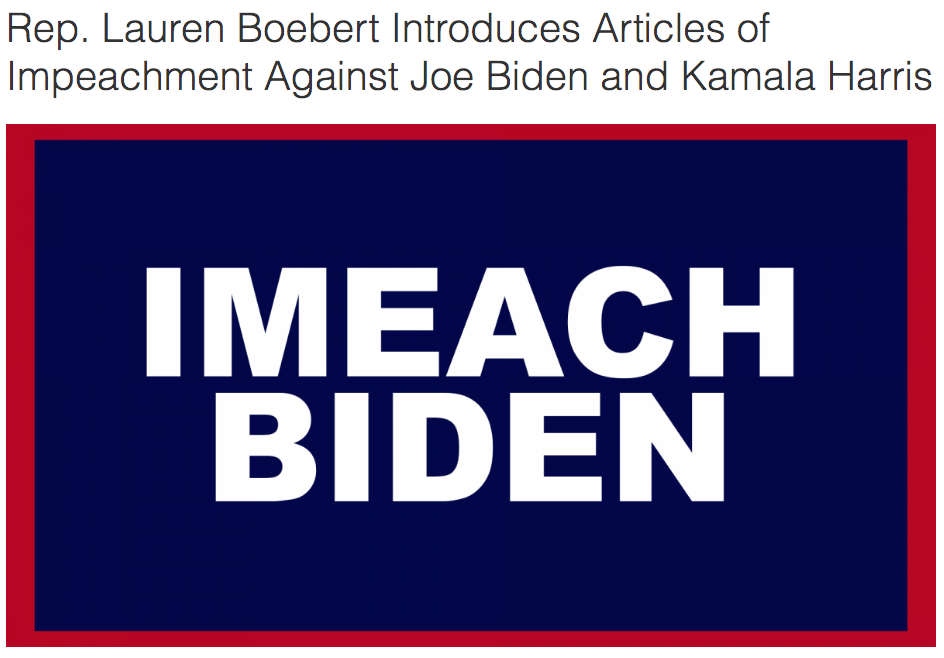 Rep. Lauren Boebert Introduces Articles of
Impeachment Against Joe Biden and Kamala Harris
IMEACH
BIDEN